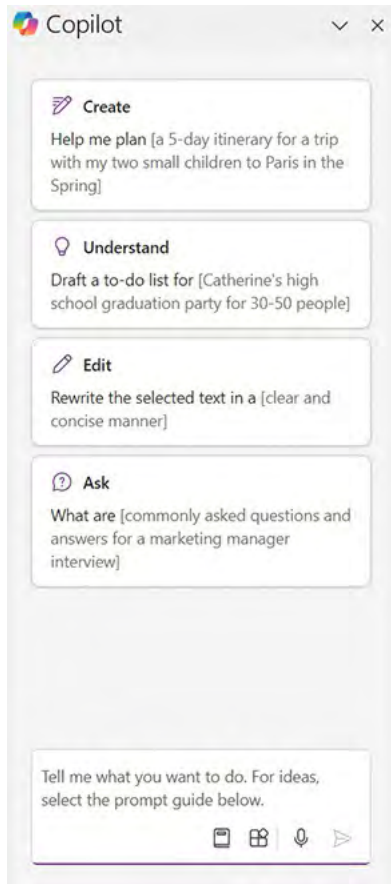 Copilot
Create
Help me plan [a 5-day itinerary for a trip
with my two small children to Paris in the
Spring]
Understand
Draft a to-do list for [Catherine's high
school graduation party for 30-50 people]
Edit
Rewrite the selected text in a [clear and
concise manner]
Ask
What are [commonly asked questions and
answers for a marketing manager
interview]
Tell me what you want to do. For ideas,
select the prompt guide below.